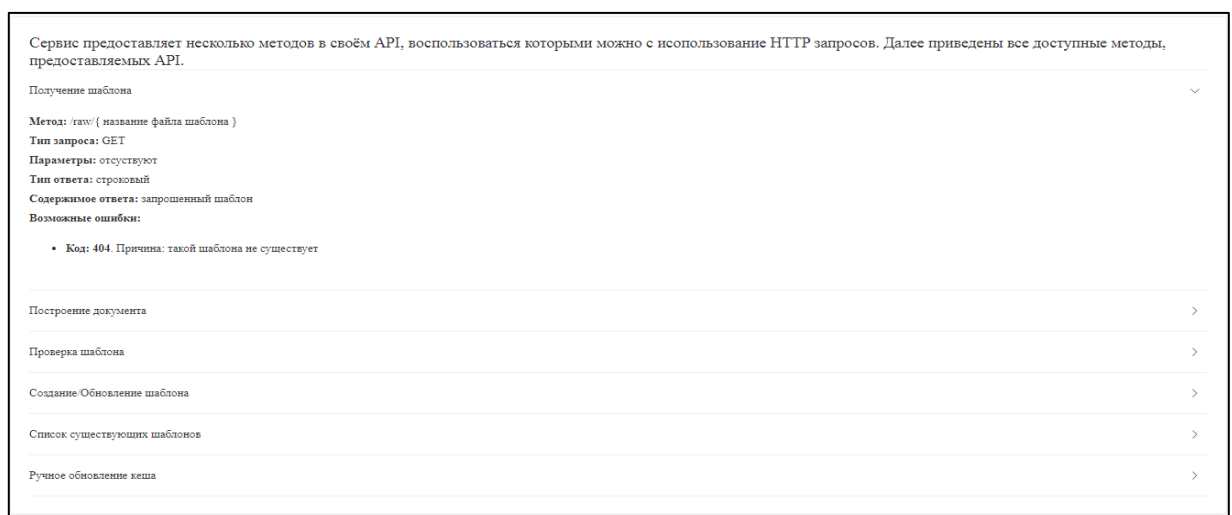 Сервис предоставляет несколько методов в своём API, воспользоваться которыми можно с исопользование HTTP запросов. Далее приведены все доступные методы,
предоставляемых API.
Получение шаблона
Метод: /raw/{ название файла шаблона }
Тип запроса: GET
Параметры: отсуствуют
Тип ответа: строковый
Содержимое ответа: запрошенный шаблон
Возможные ошибки:
• Код: 404. Причина: такой шаблона не существует
Построение документа
Проверка шаблона
Создание/Обновление шаблона
Список существующих шаблонов
Ручное обновление кеша